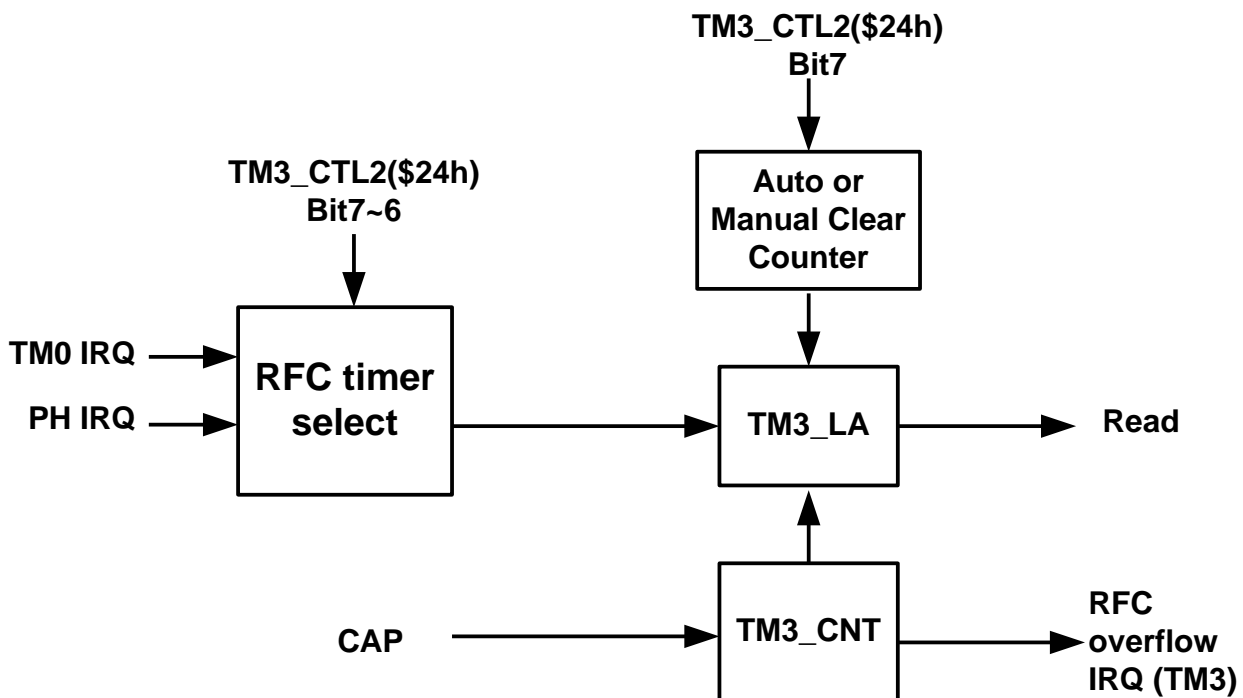 TM3_CTL2($24h)
Bit7
TM3_CTL2($24h)
Bit7~6
Auto or
Manual Clear
Counter
TM0 IRQ
PH IRQ
RFC timer
select
TM3_LA
Read
CAP
TM3_CNT
RFC
overflow
IRQ (TM3)